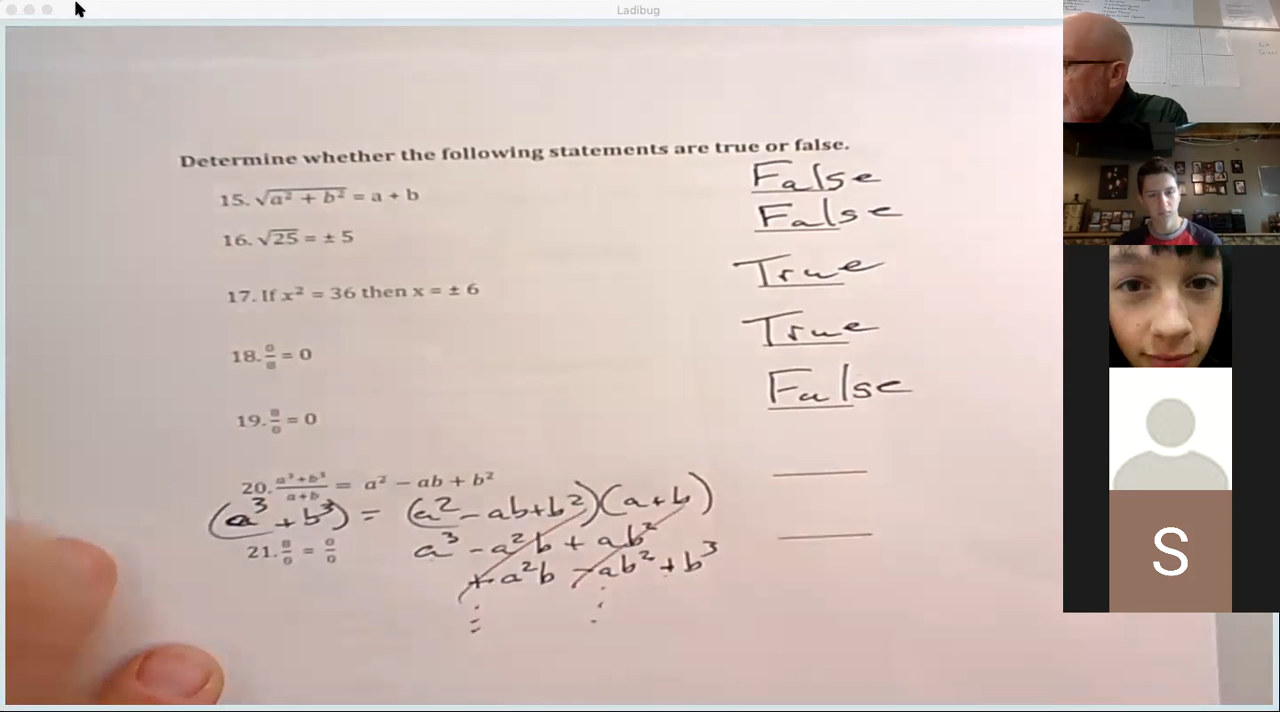 Ladibug
Determine whether the following statements are true or false.
15. √(a² + b²) = a + b
False
16. √25 = ± 5
False
17. If x² = 36 then x = ± 6
True
18. 0/8 = 0
True
19. 8/0 = 0
False
20. (a³+b³)/(a+b) = a² − ab + b²
(a³ + b³) = (a² − ab + b²)(a + b)
21. 8/0 = 0/0
a³ − a²b + ab²
+ a²b − ab² + b³
S